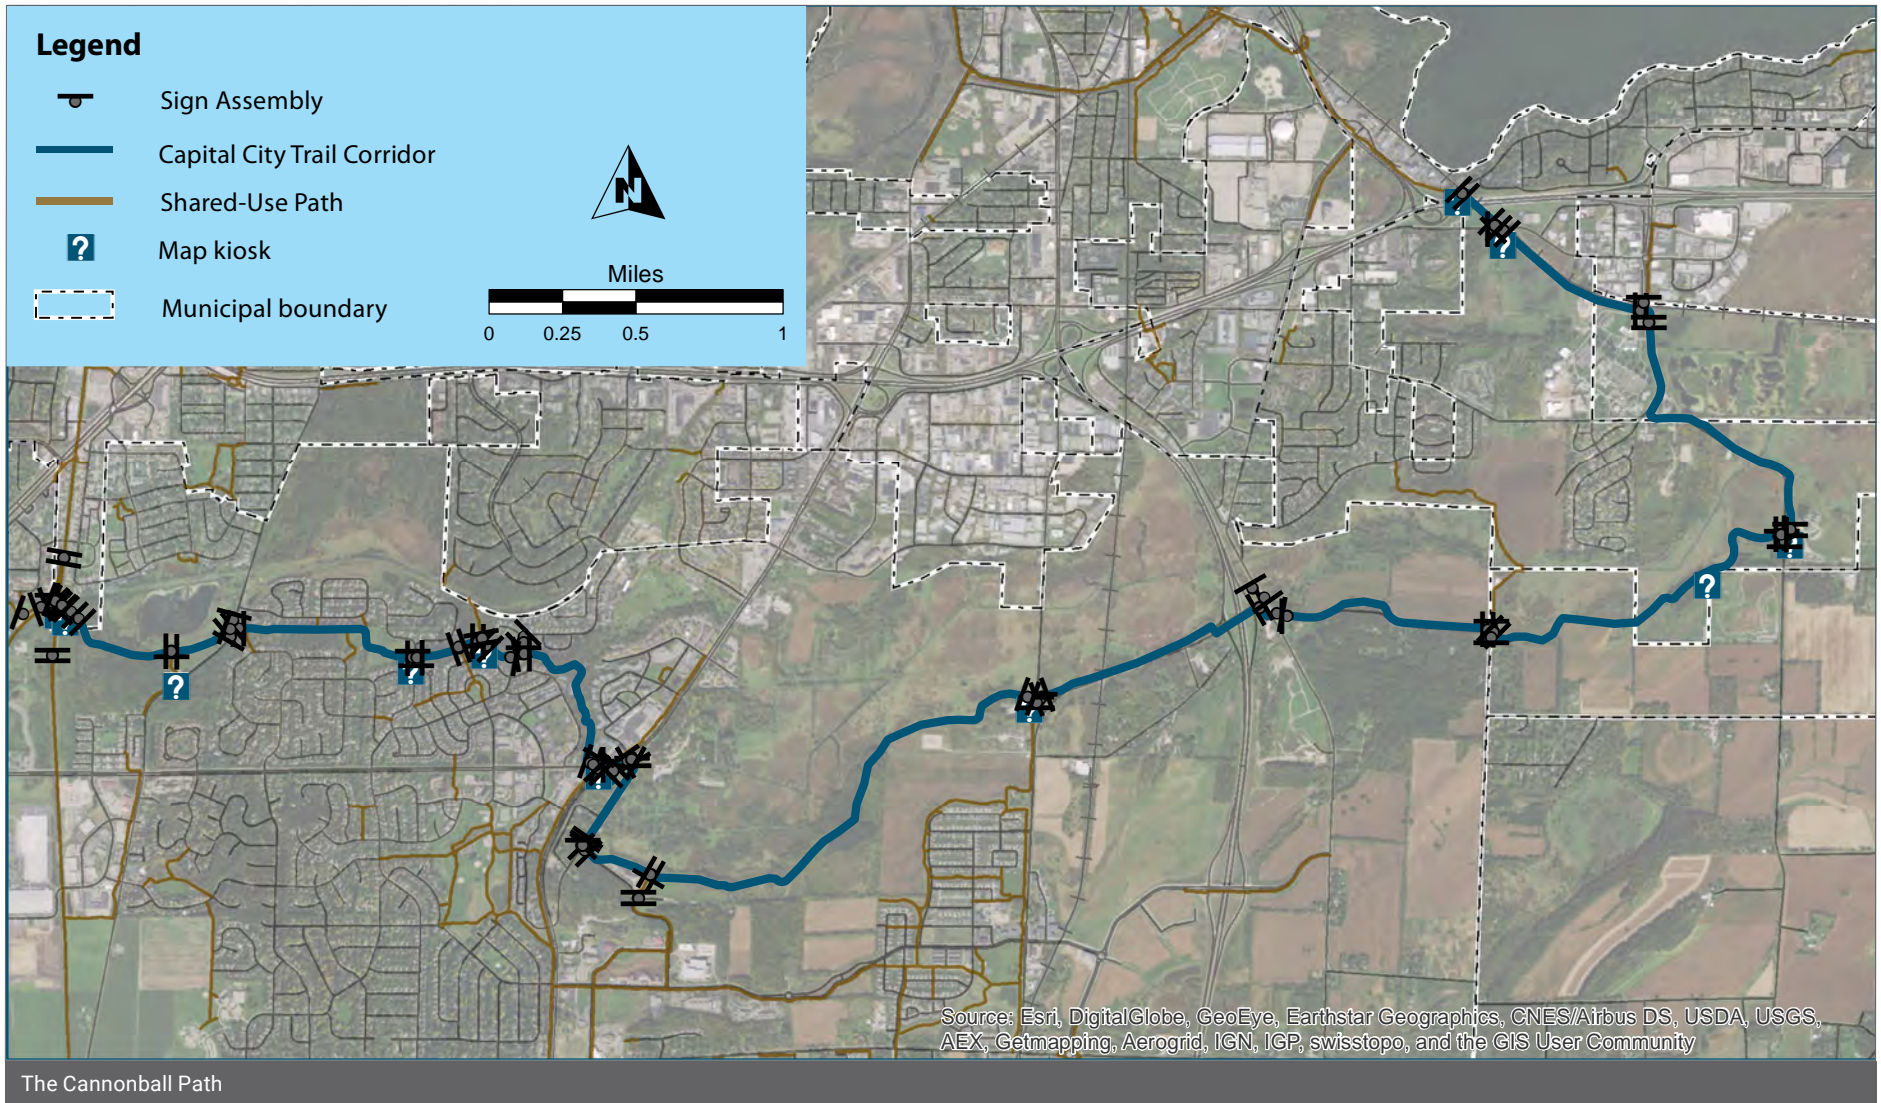 Legend
Sign Assembly
Capital City Trail Corridor
Shared-Use Path
? Map kiosk
Municipal boundary
N
Miles
0 0.25 0.5 1
?
?
?
?
?
?
?
?
?
?
Source: Esri, DigitalGlobe, GeoEye, Earthstar Geographics, CNES/Airbus DS, USDA, USGS,
AEX, Getmapping, Aerogrid, IGN, IGP, swisstopo, and the GIS User Community
The Cannonball Path